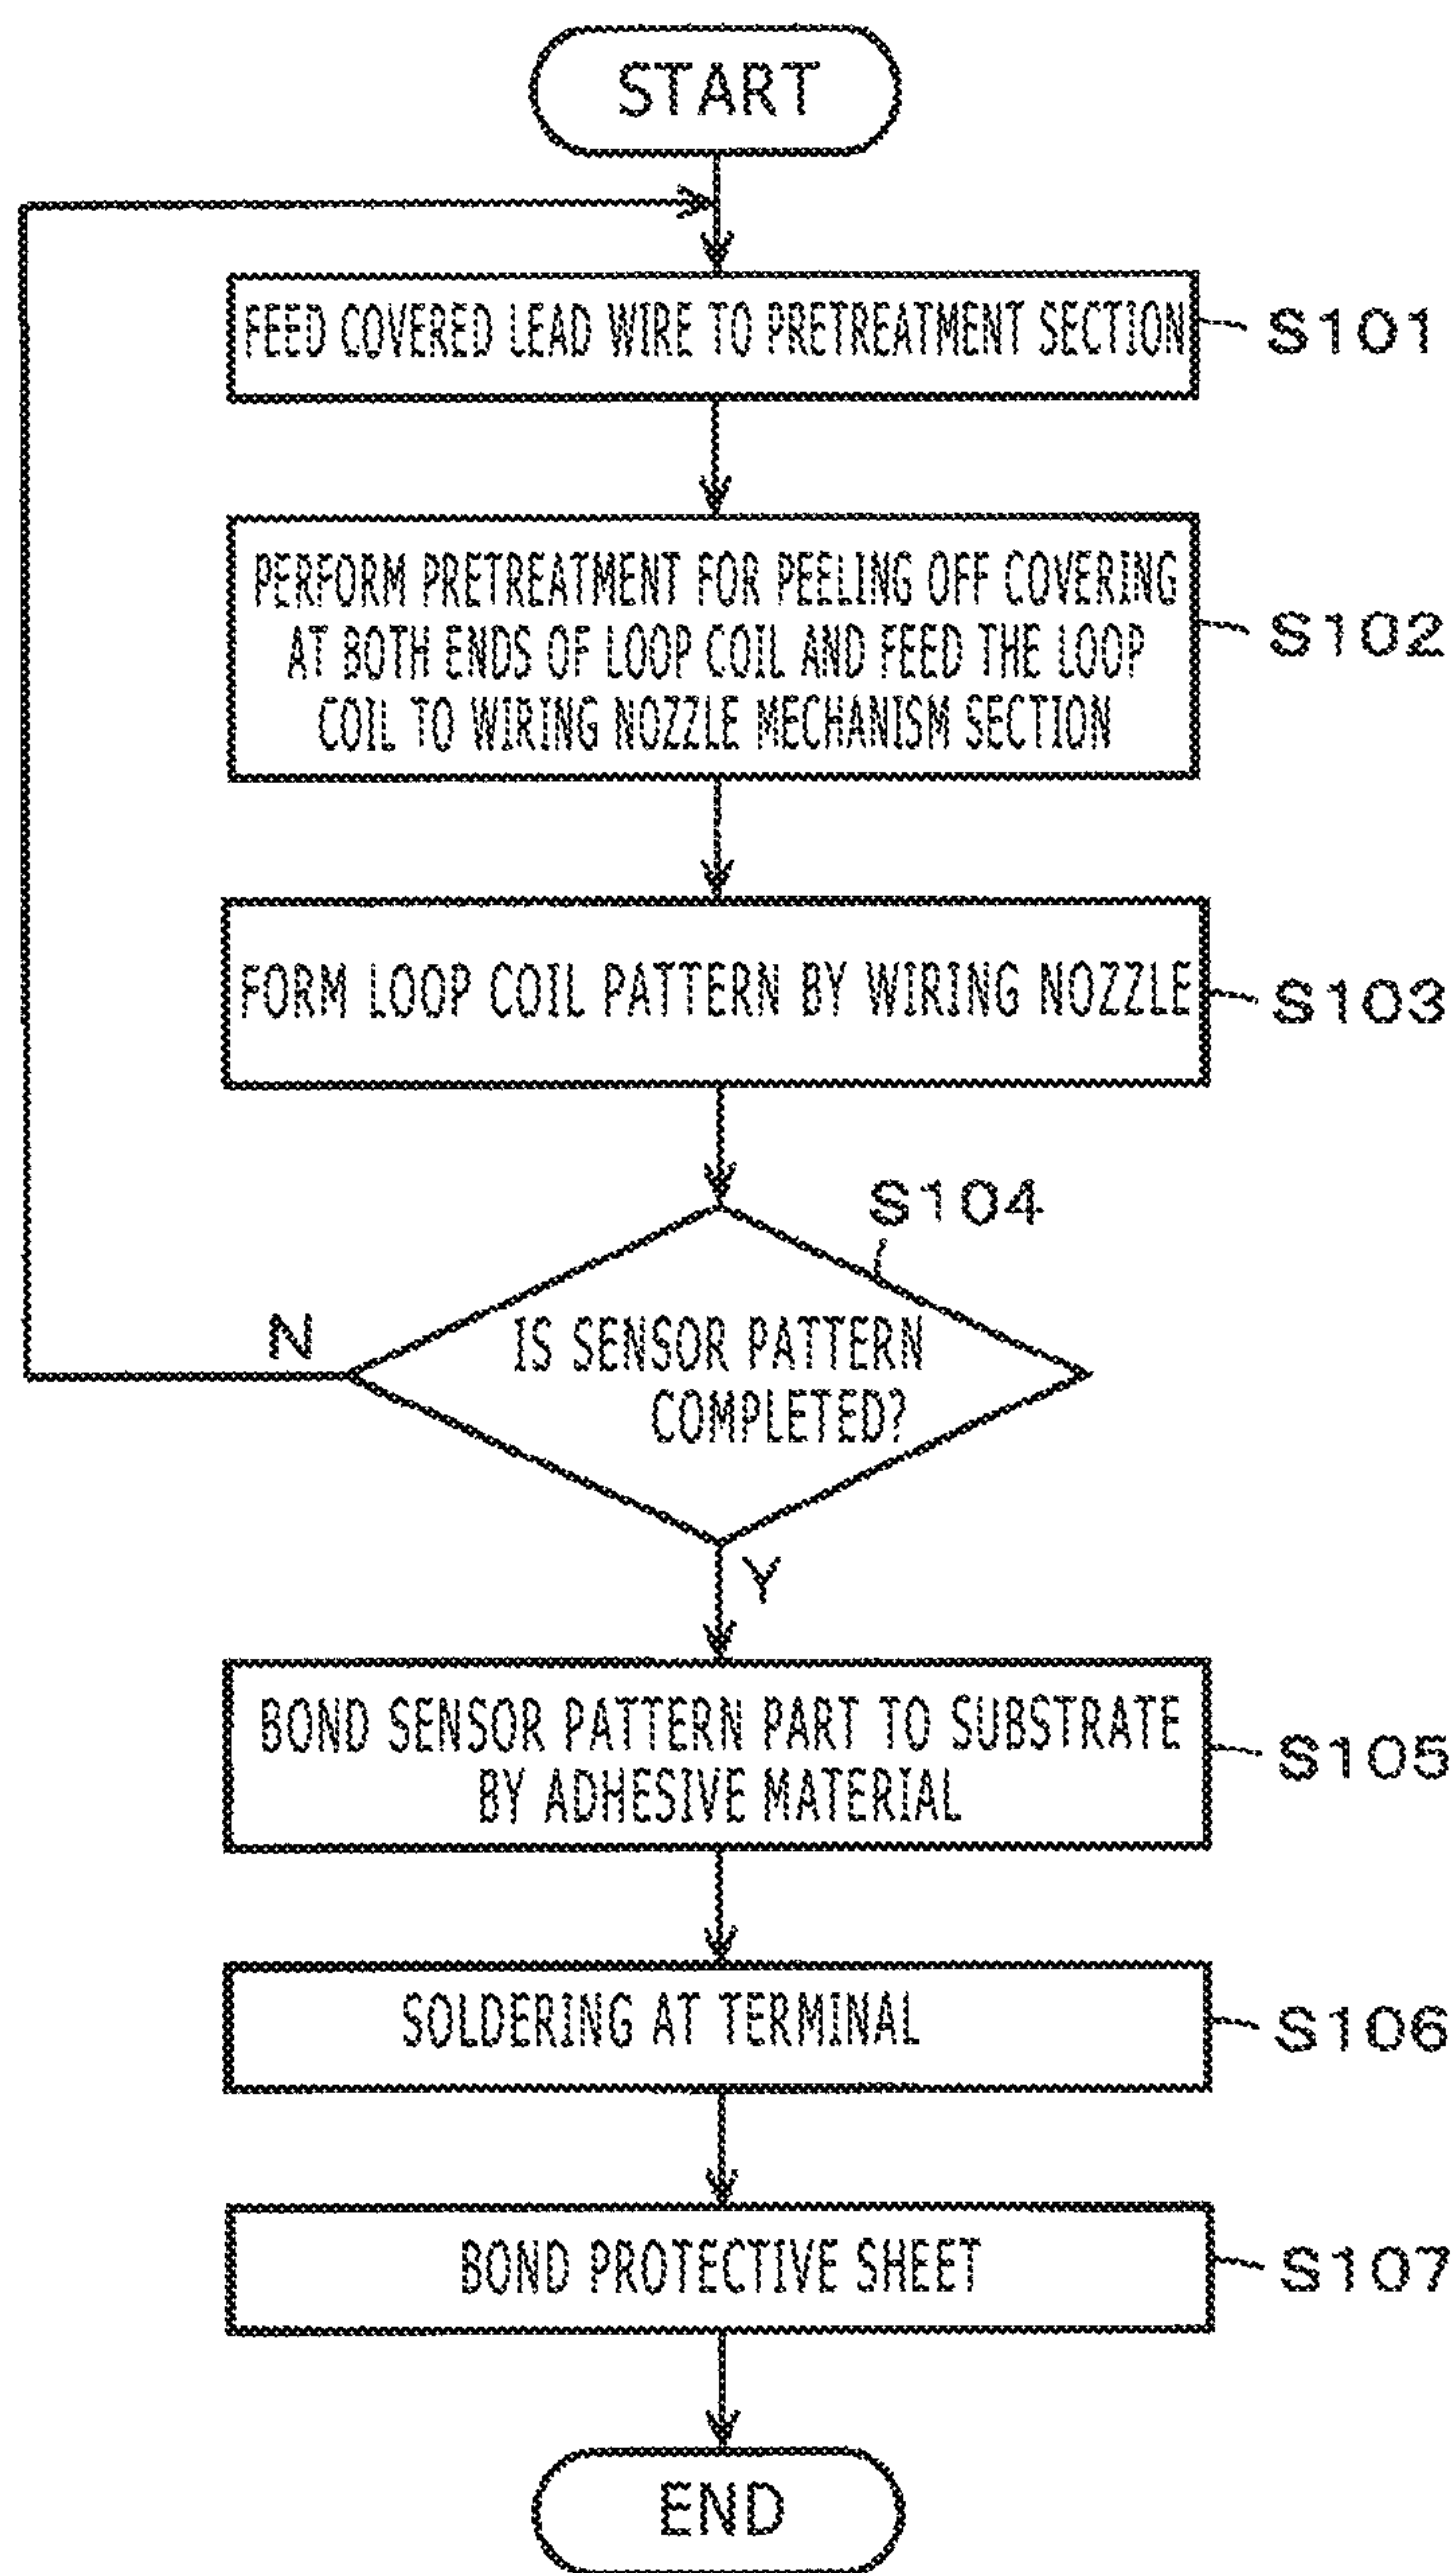 START
FEED COVERED LEAD WIRE TO PRETREATMENT SECTION
S101
PERFORM PRETREATMENT FOR PEELING OFF COVERING
AT BOTH ENDS OF LOOP COIL AND FEED THE LOOP
COIL TO WIRING NOZZLE MECHANISM SECTION
S102
FORM LOOP COIL PATTERN BY WIRING NOZZLE
S103
S104
N
IS SENSOR PATTERN
COMPLETED?
Y
BOND SENSOR PATTERN PART TO SUBSTRATE
BY ADHESIVE MATERIAL
S105
SOLDERING AT TERMINAL
S106
BOND PROTECTIVE SHEET
S107
END